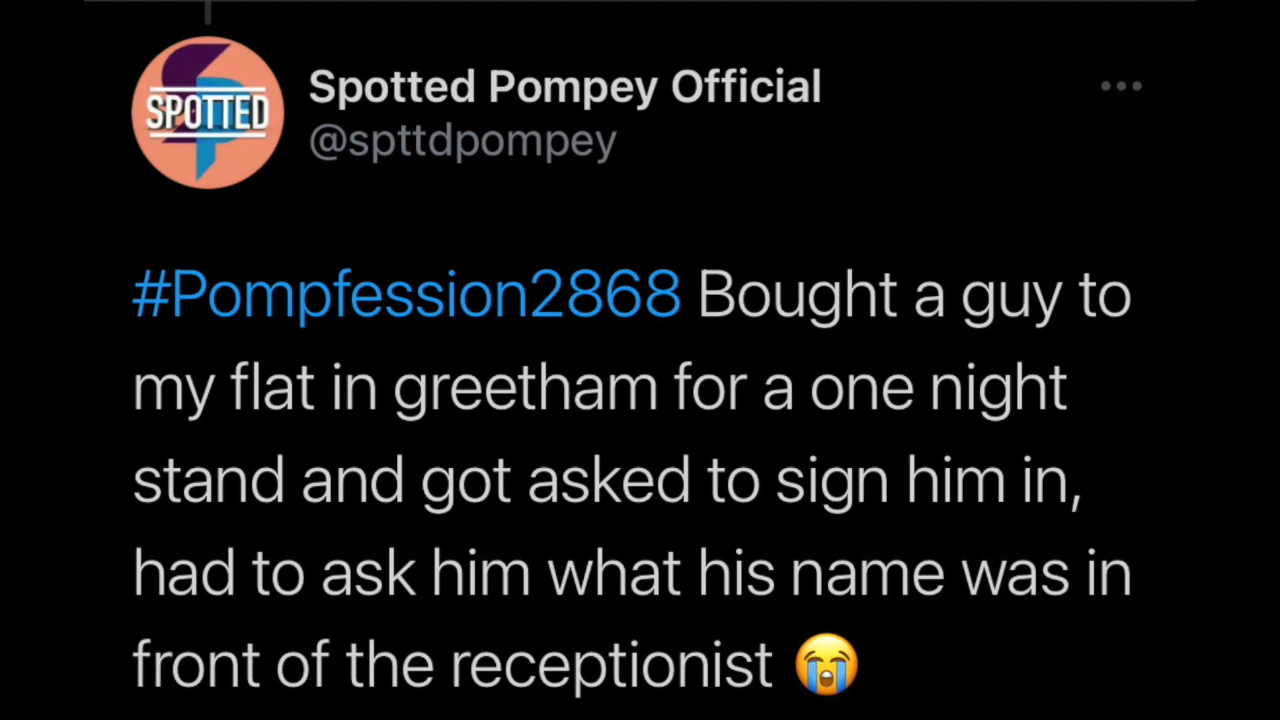 SPOTTED
Spotted Pompey Official
@spttdpompey
#Pompfession2868 Bought a guy to
my flat in greetham for a one night
stand and got asked to sign him in,
had to ask him what his name was in
front of the receptionist 😭